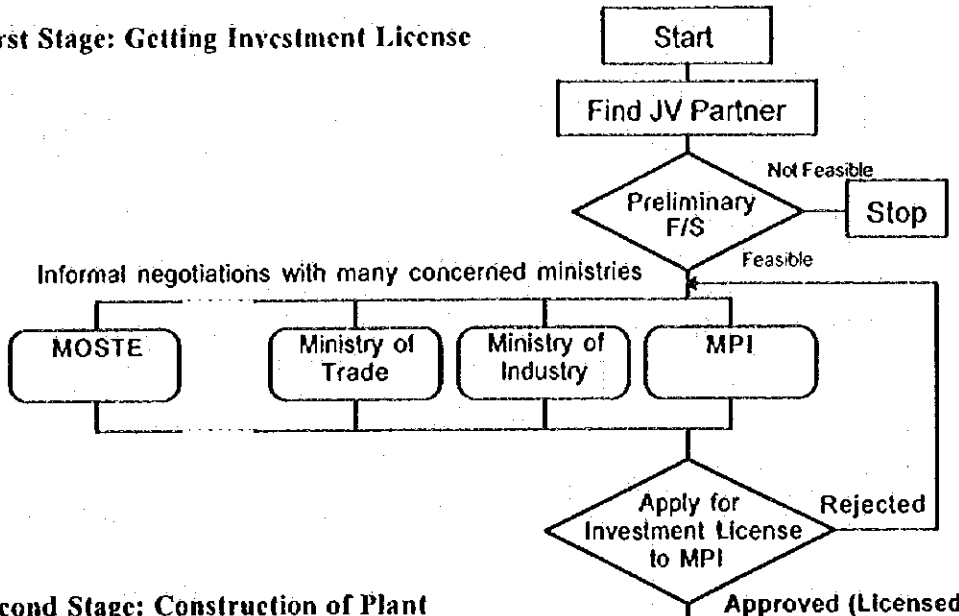 rst Stage: Getting Investment License
Start
Find JV Partner
Not Feasible
Preliminary
F/S
Stop
Feasible
Informal negotiations with many concerned ministries
MOSTE
Ministry of
Trade
Ministry of
Industry
MPI
Apply for
Investment License
to MPI
Rejected
cond Stage: Construction of Plant
Approved (Licensed